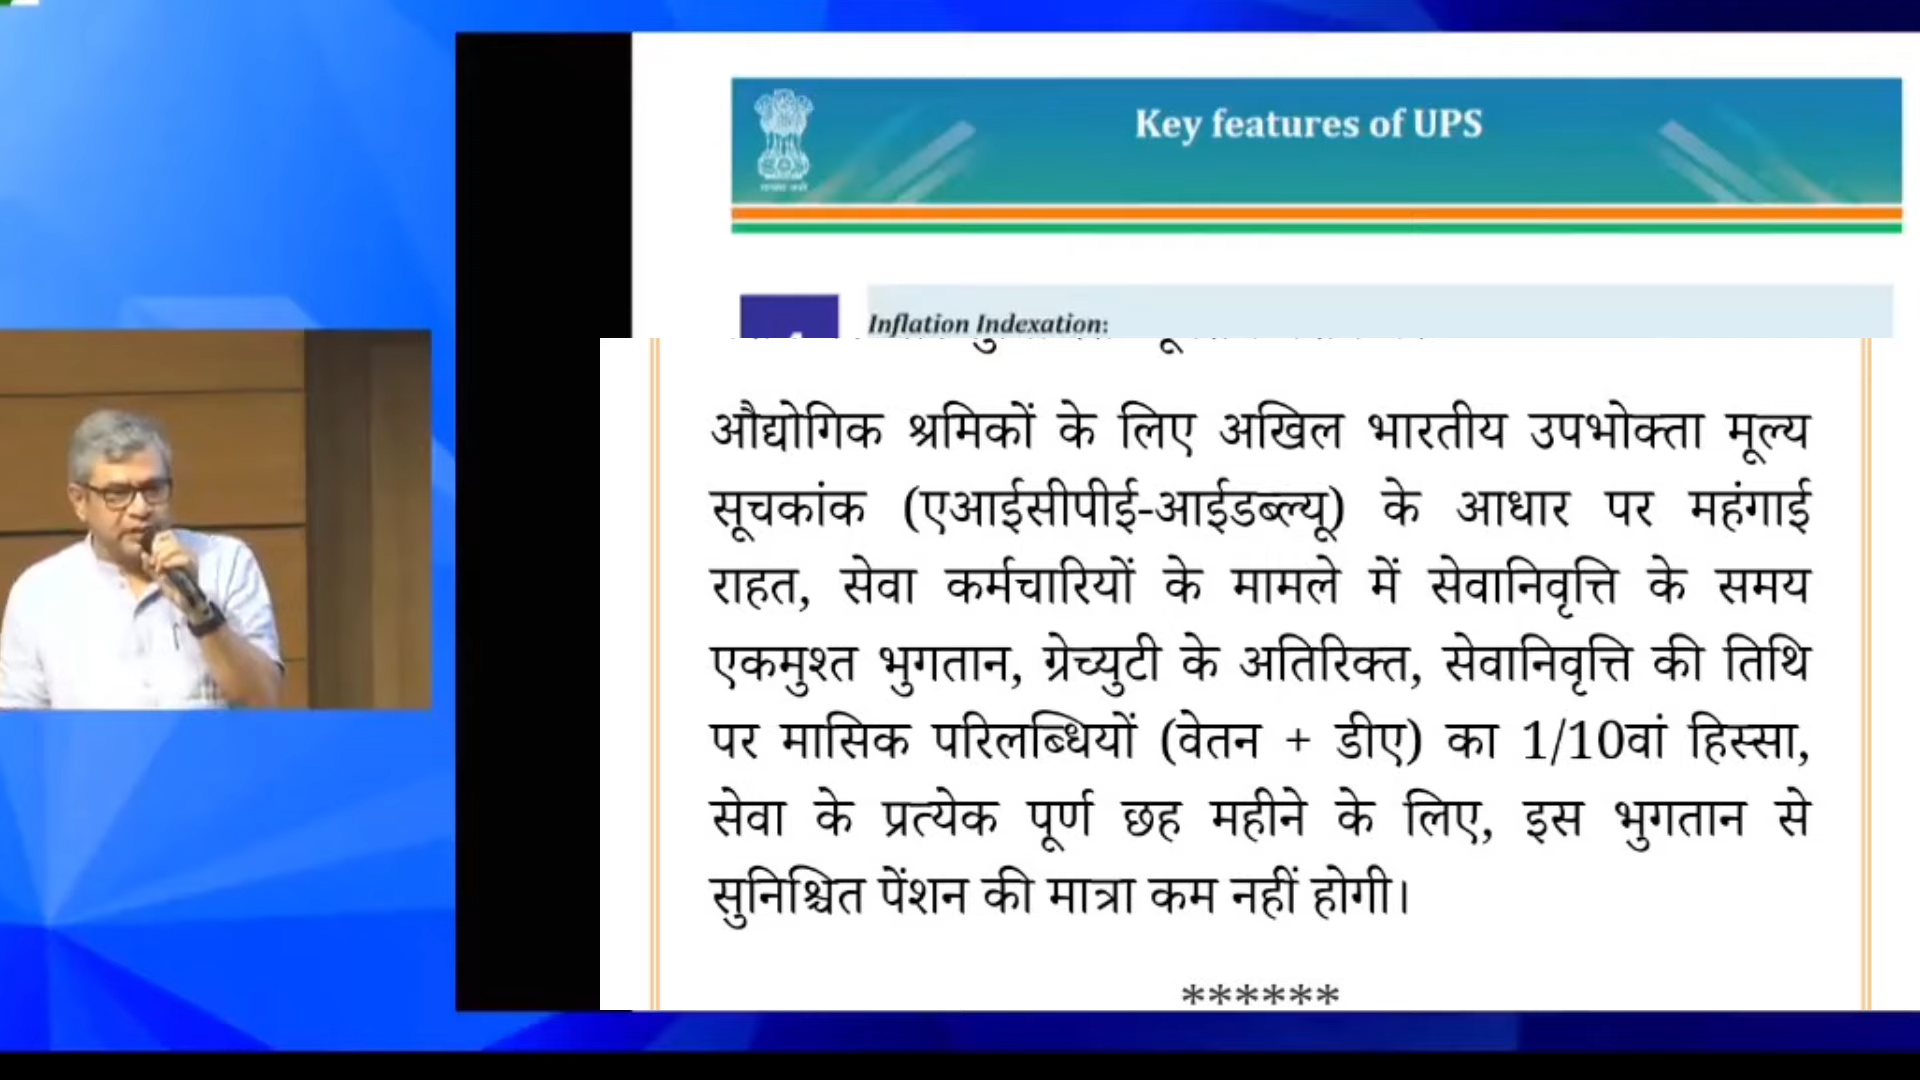 Key features of UPS
Inflation Indexation:
औद्योगिक श्रमिकों के लिए अखिल भारतीय उपभोक्ता मूल्य
सूचकांक (एआईसीपीई-आईडब्ल्यू) के आधार पर महंगाई
राहत, सेवा कर्मचारियों के मामले में सेवानिवृत्ति के समय
एकमुश्त भुगतान, ग्रेच्युटी के अतिरिक्त, सेवानिवृत्ति की तिथि
पर मासिक परिलब्धियों (वेतन + डीए) का 1/10वां हिस्सा,
सेवा के प्रत्येक पूर्ण छह महीने के लिए, इस भुगतान से
सुनिश्चित पेंशन की मात्रा कम नहीं होगी।
******